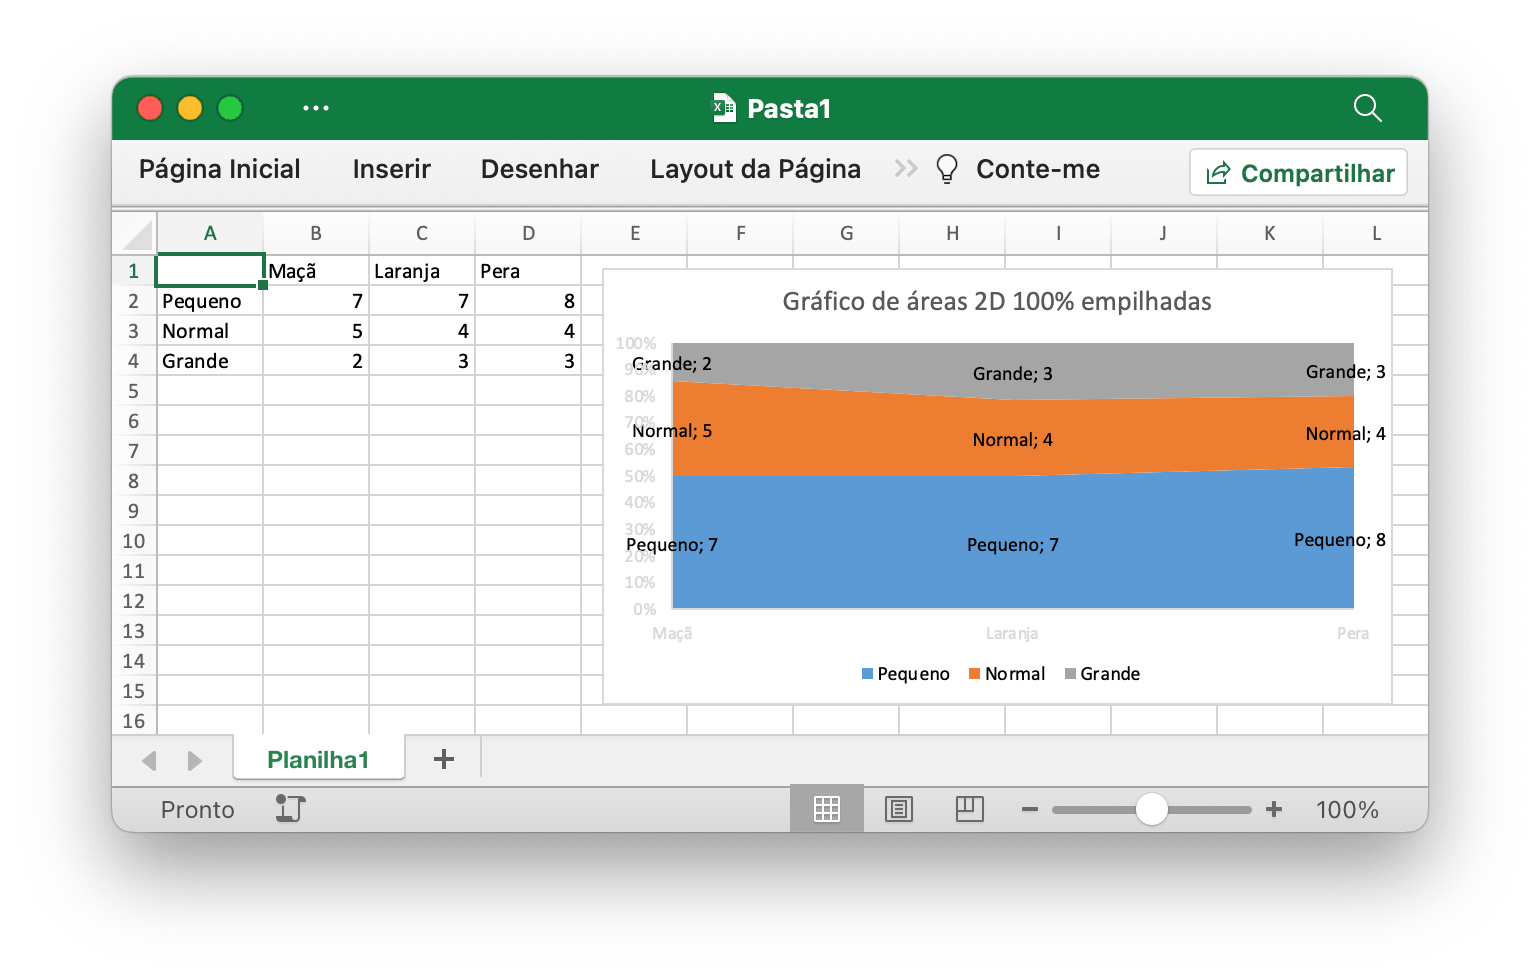 Pasta1
Página Inicial Inserir Desenhar Layout da Página Conte-me Compartilhar
A B C D E F G H I J K L
1 Maçã Laranja Pera
2 Pequeno 7 7 8
3 Normal 5 4 4
4 Grande 2 3 3
5
6
7
8
9
10
11
12
13
14
15
16
Gráfico de áreas 2D 100% empilhadas
100%
90%
80%
70%
60%
50%
40%
30%
20%
10%
0%
Grande; 2 Grande; 3 Grande; 3
Normal; 5 Normal; 4 Normal; 4
Pequeno; 7 Pequeno; 7 Pequeno; 8
Maçã Laranja Pera
Pequeno Normal Grande
Planilha1
Pronto 100%